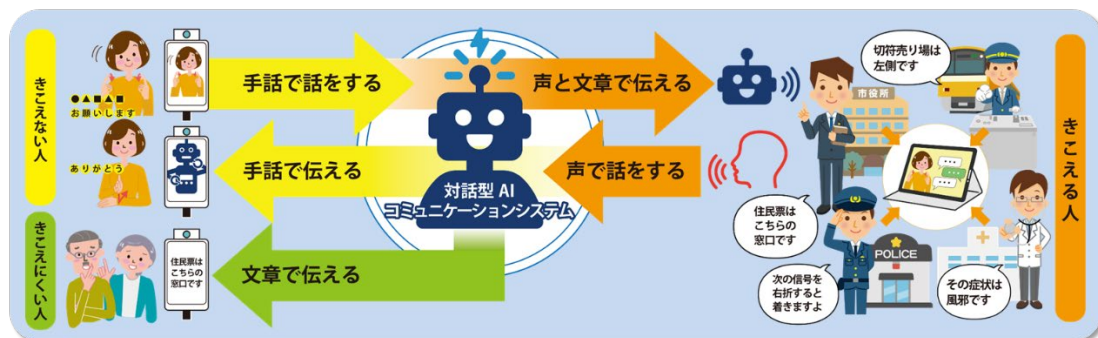 きこえない人
●▲■▲■
お願いします
ありがとう
きこえにくい人
住民票は
こちらの
窓口です
手話で話をする
手話で伝える
文章で伝える
対話型 AI
コミュニケーションシステム
声と文章で伝える
声で話をする
市役所
切符売り場は
左側です
住民票は
こちらの
窓口です
次の信号を
右折すると
着きますよ
POLICE
その症状は
風邪です
きこえる人